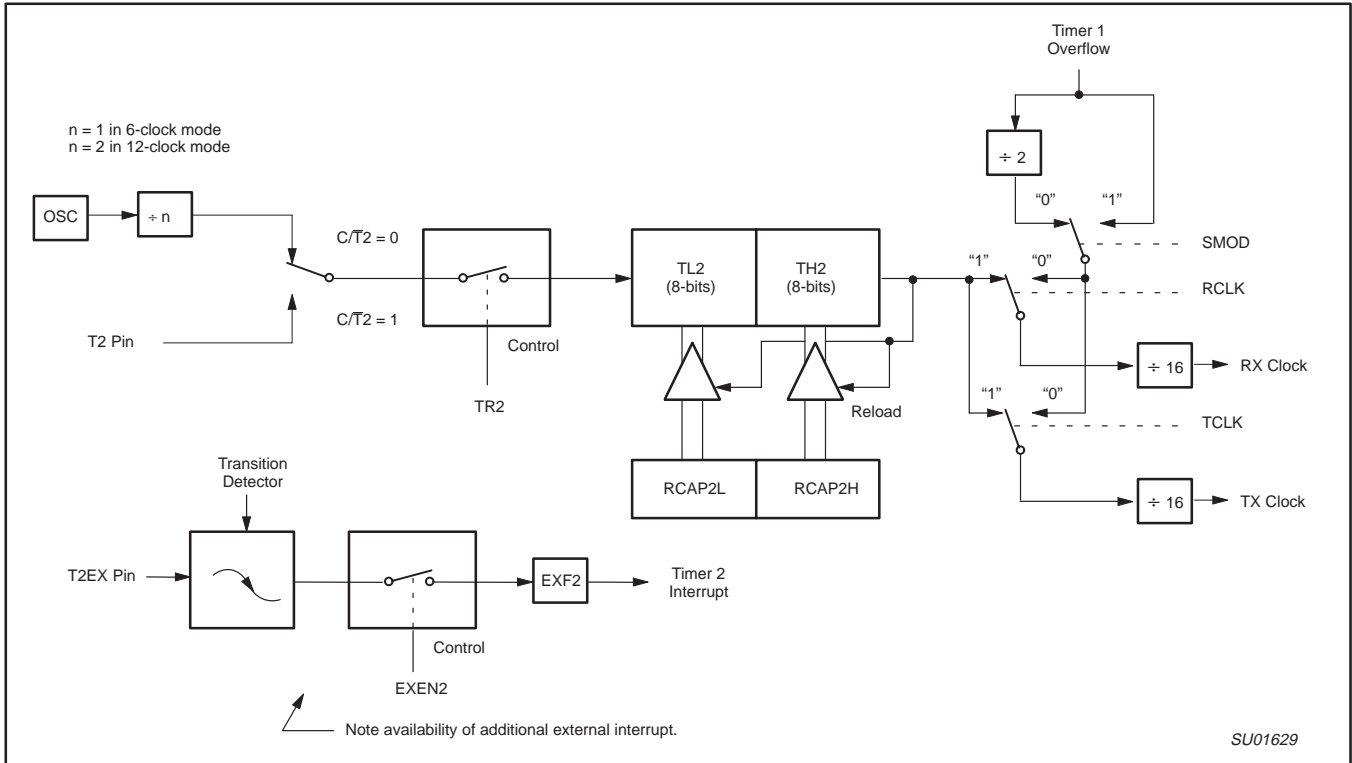 Timer 1
Overflow
n = 1 in 6-clock mode
n = 2 in 12-clock mode
÷ 2
“0”
“1”
OSC
÷ n
SMOD
C/T̅2 = 0
TL2
(8-bits)
TH2
(8-bits)
“1”
“0”
RCLK
C/T̅2 = 1
T2 Pin
Control
÷ 16
RX Clock
TR2
Reload
“1”
“0”
TCLK
Transition
Detector
RCAP2L
RCAP2H
÷ 16
TX Clock
T2EX Pin
EXF2
Timer 2
Interrupt
Control
EXEN2
Note availability of additional external interrupt.
SU01629